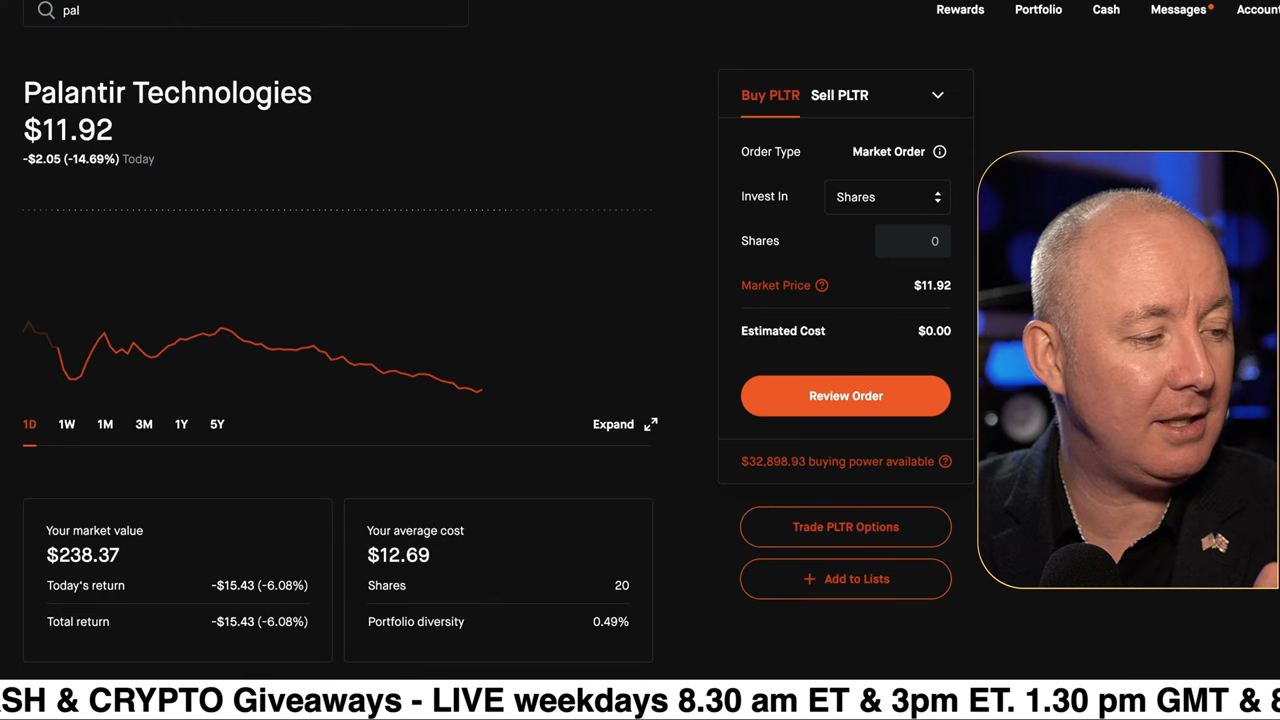 pal
Rewards
Portfolio
Cash
Messages
Account
Palantir Technologies
$11.92
-$2.05 (-14.69%) Today
1D
1W
1M
3M
1Y
5Y
Expand
Your market value
$238.37
Today's return -$15.43 (-6.08%)
Total return -$15.43 (-6.08%)
Your average cost
$12.69
Shares 20
Portfolio diversity 0.49%
Buy PLTR Sell PLTR
Order Type Market Order
Invest In Shares
Shares 0
Market Price $11.92
Estimated Cost $0.00
Review Order
$32,898.93 buying power available
Trade PLTR Options
+ Add to Lists
ASH & CRYPTO Giveaways - LIVE weekdays 8.30 am ET & 3pm ET. 1.30 pm GMT & 8